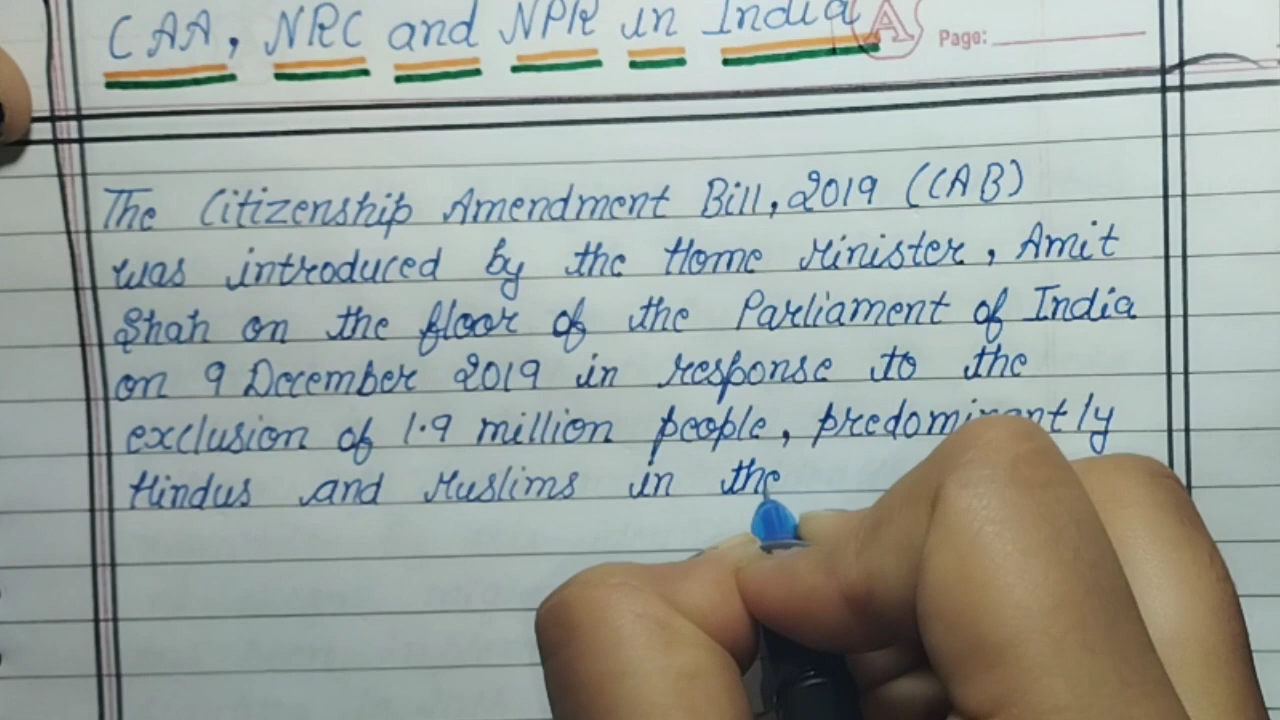 CAA, NRC and NPR in India
A
Page:
The Citizenship Amendment Bill, 2019 (CAB)
was introduced by the Home Minister, Amit
Shah on the floor of the Parliament of India
on 9 December 2019 in response to the
exclusion of 1.9 million people, predominantly
Hindus and Muslims in the